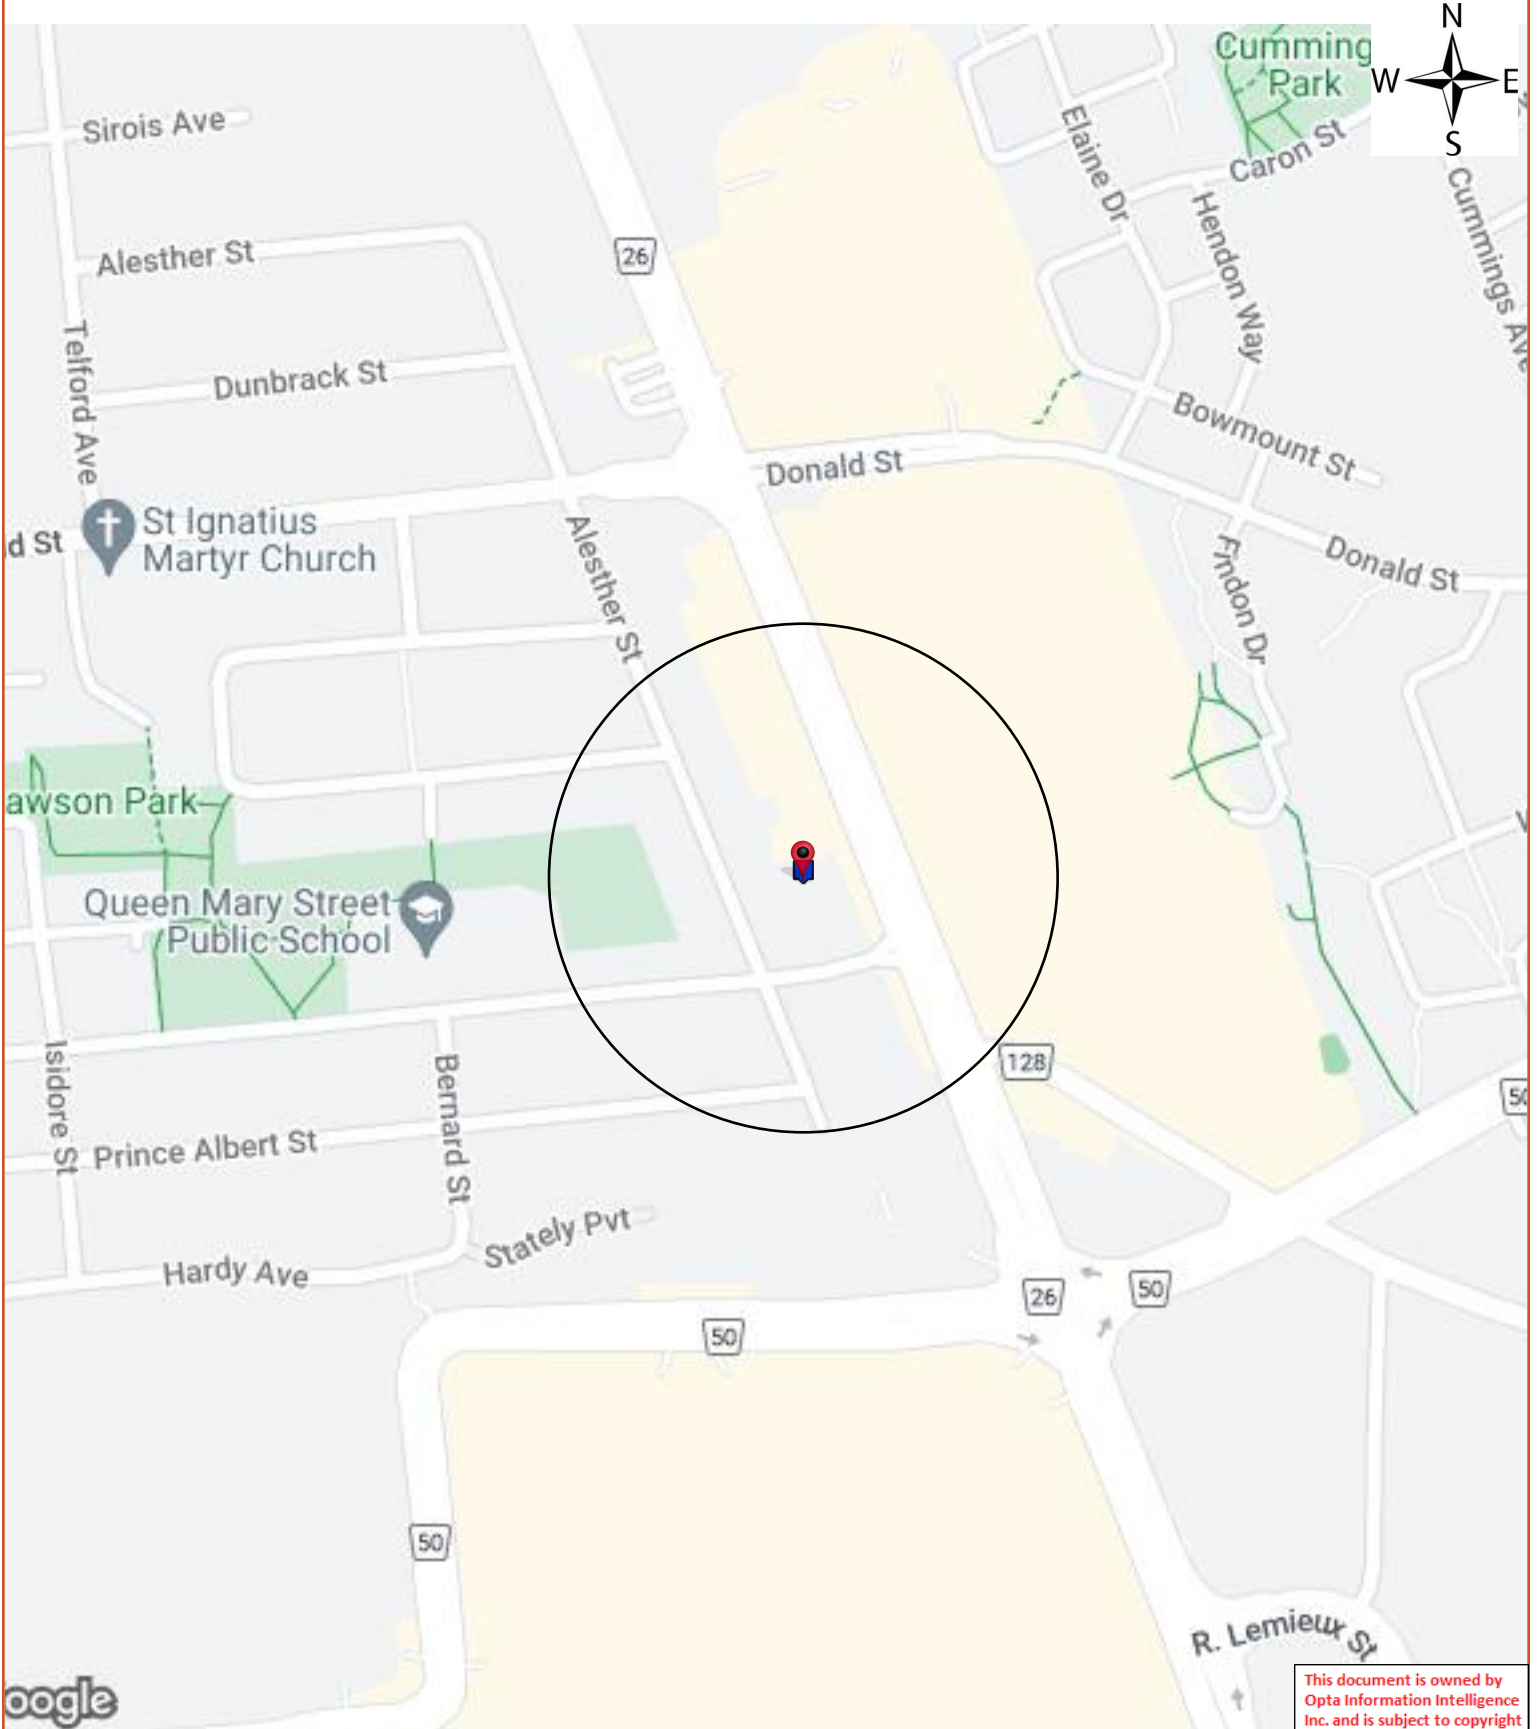 N
Cumming
Park
W
E
S
Sirois Ave
Elaine Dr
Caron St
Cummings Ave
Hendon Way
26
Alesther St
Telford Ave
Dunbrack St
Bowmount St
Donald St
St Ignatius
Martyr Church
d St
Alesther St
Findon Dr
Donald St
awson Park
Queen Mary Street
Public School
Isidore St
Bernard St
128
50
Prince Albert St
Stately Pvt
Hardy Ave
26
50
50
50
R. Lemieux St
oogle
This document is owned by
Opta Information Intelligence
Inc. and is subject to copyright